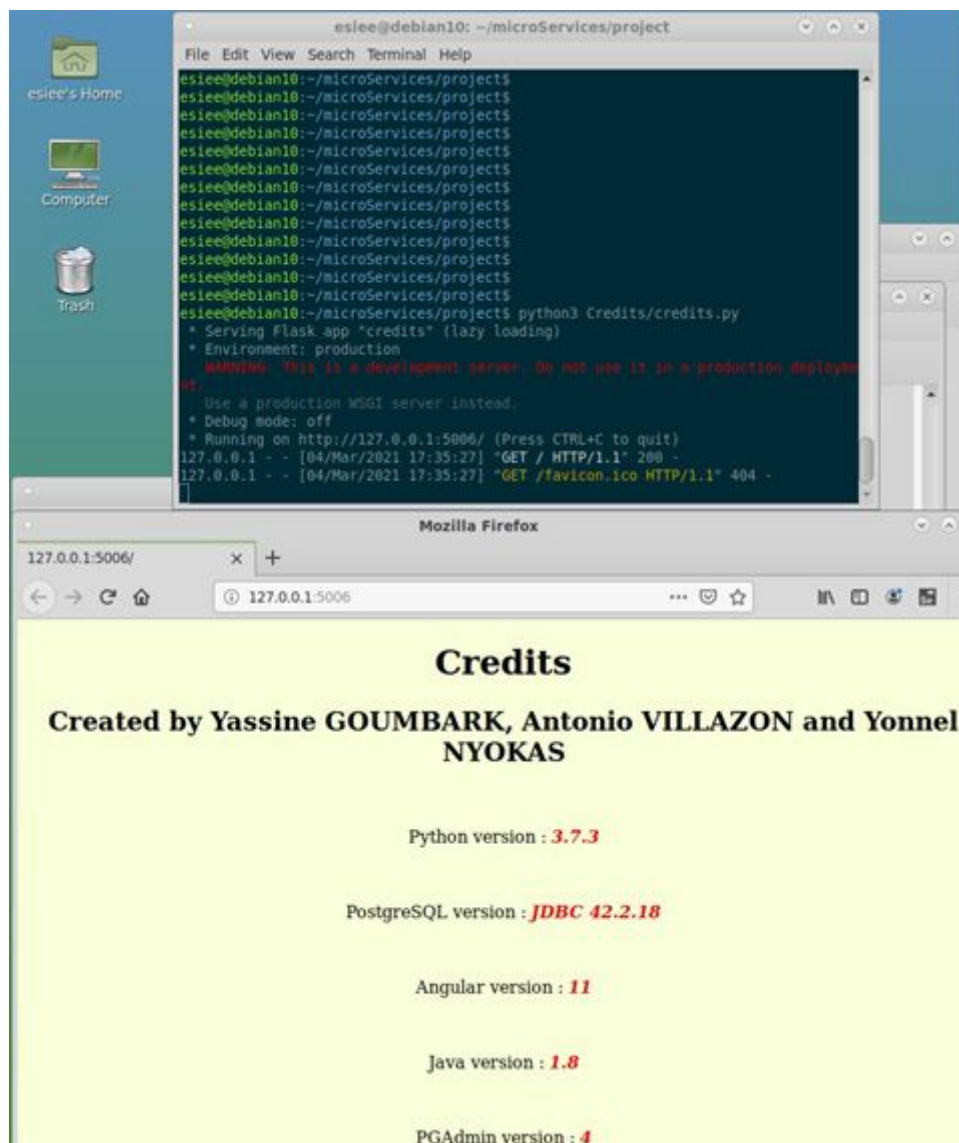 esiee@debian10: ~/microServices/project
File Edit View Search Terminal Help
esiee's Home
Computer
Trash
esiee@debian10:~/microServices/project$
esiee@debian10:~/microServices/project$
esiee@debian10:~/microServices/project$
esiee@debian10:~/microServices/project$
esiee@debian10:~/microServices/project$
esiee@debian10:~/microServices/project$
esiee@debian10:~/microServices/project$
esiee@debian10:~/microServices/project$
esiee@debian10:~/microServices/project$
esiee@debian10:~/microServices/project$
esiee@debian10:~/microServices/project$
esiee@debian10:~/microServices/project$
esiee@debian10:~/microServices/project$
esiee@debian10:~/microServices/project$ python3 Credits/credits.py
* Serving Flask app "credits" (lazy loading)
* Environment: production
WARNING: This is a development server. Do not use it in a production deployme
nt.
Use a production WSGI server instead.
* Debug mode: off
* Running on http://127.0.0.1:5006/ (Press CTRL+C to quit)
127.0.0.1 - - [04/Mar/2021 17:35:27] "GET / HTTP/1.1" 200 -
127.0.0.1 - - [04/Mar/2021 17:35:27] "GET /favicon.ico HTTP/1.1" 404 -
Mozilla Firefox
127.0.0.1:5006/
127.0.0.1:5006
Credits
Created by Yassine GOUMBARK, Antonio VILLAZON and Yonnel
NYOKAS
Python version : 3.7.3
PostgreSQL version : JDBC 42.2.18
Angular version : 11
Java version : 1.8
PGAdmin version : 4